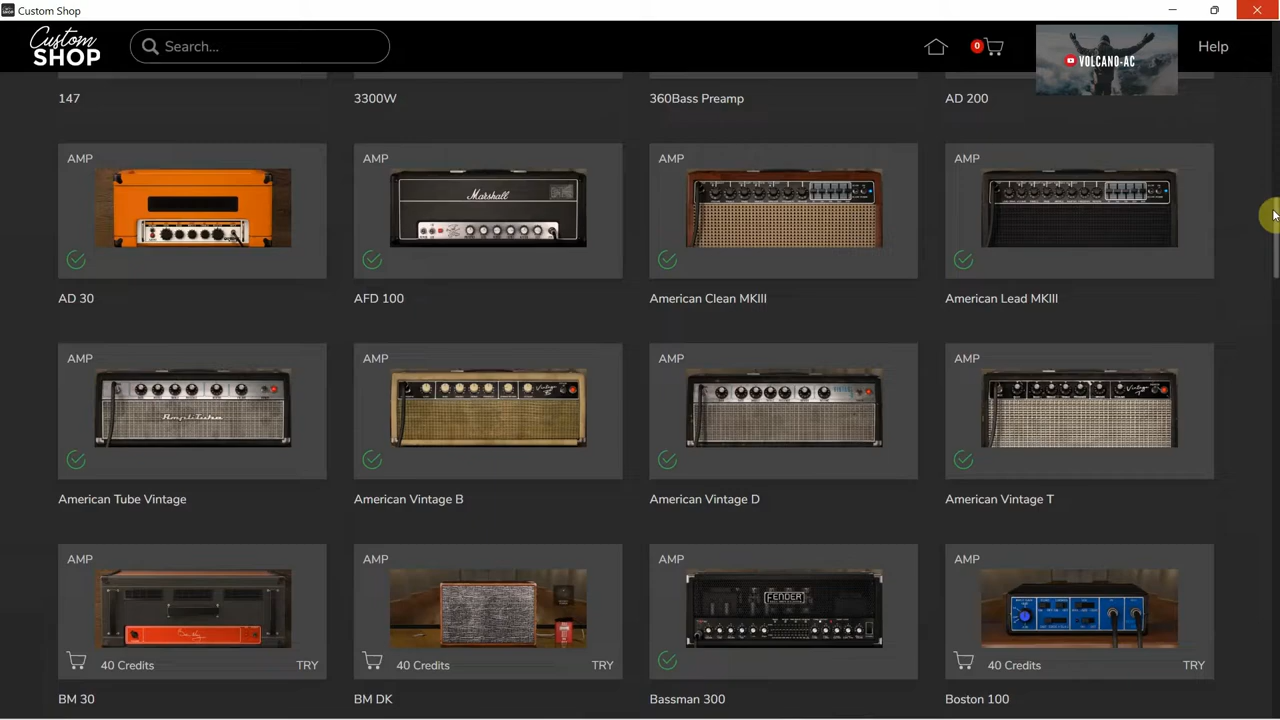 Custom Shop
Custom
SHOP
Search...
0
VOLCANO-AC
Help
147
3300W
360Bass Preamp
AD 200
AMP
AMP
Marshall
AMP
AMP
AD 30
AFD 100
American Clean MKIII
American Lead MKIII
AMP
AmpliTube
AMP
Vintage
AMP
AMP
Vintage
American Tube Vintage
American Vintage B
American Vintage D
American Vintage T
AMP
AMP
AMP
FENDER
AMP
40 Credits
TRY
40 Credits
TRY
40 Credits
TRY
BM 30
BM DK
Bassman 300
Boston 100